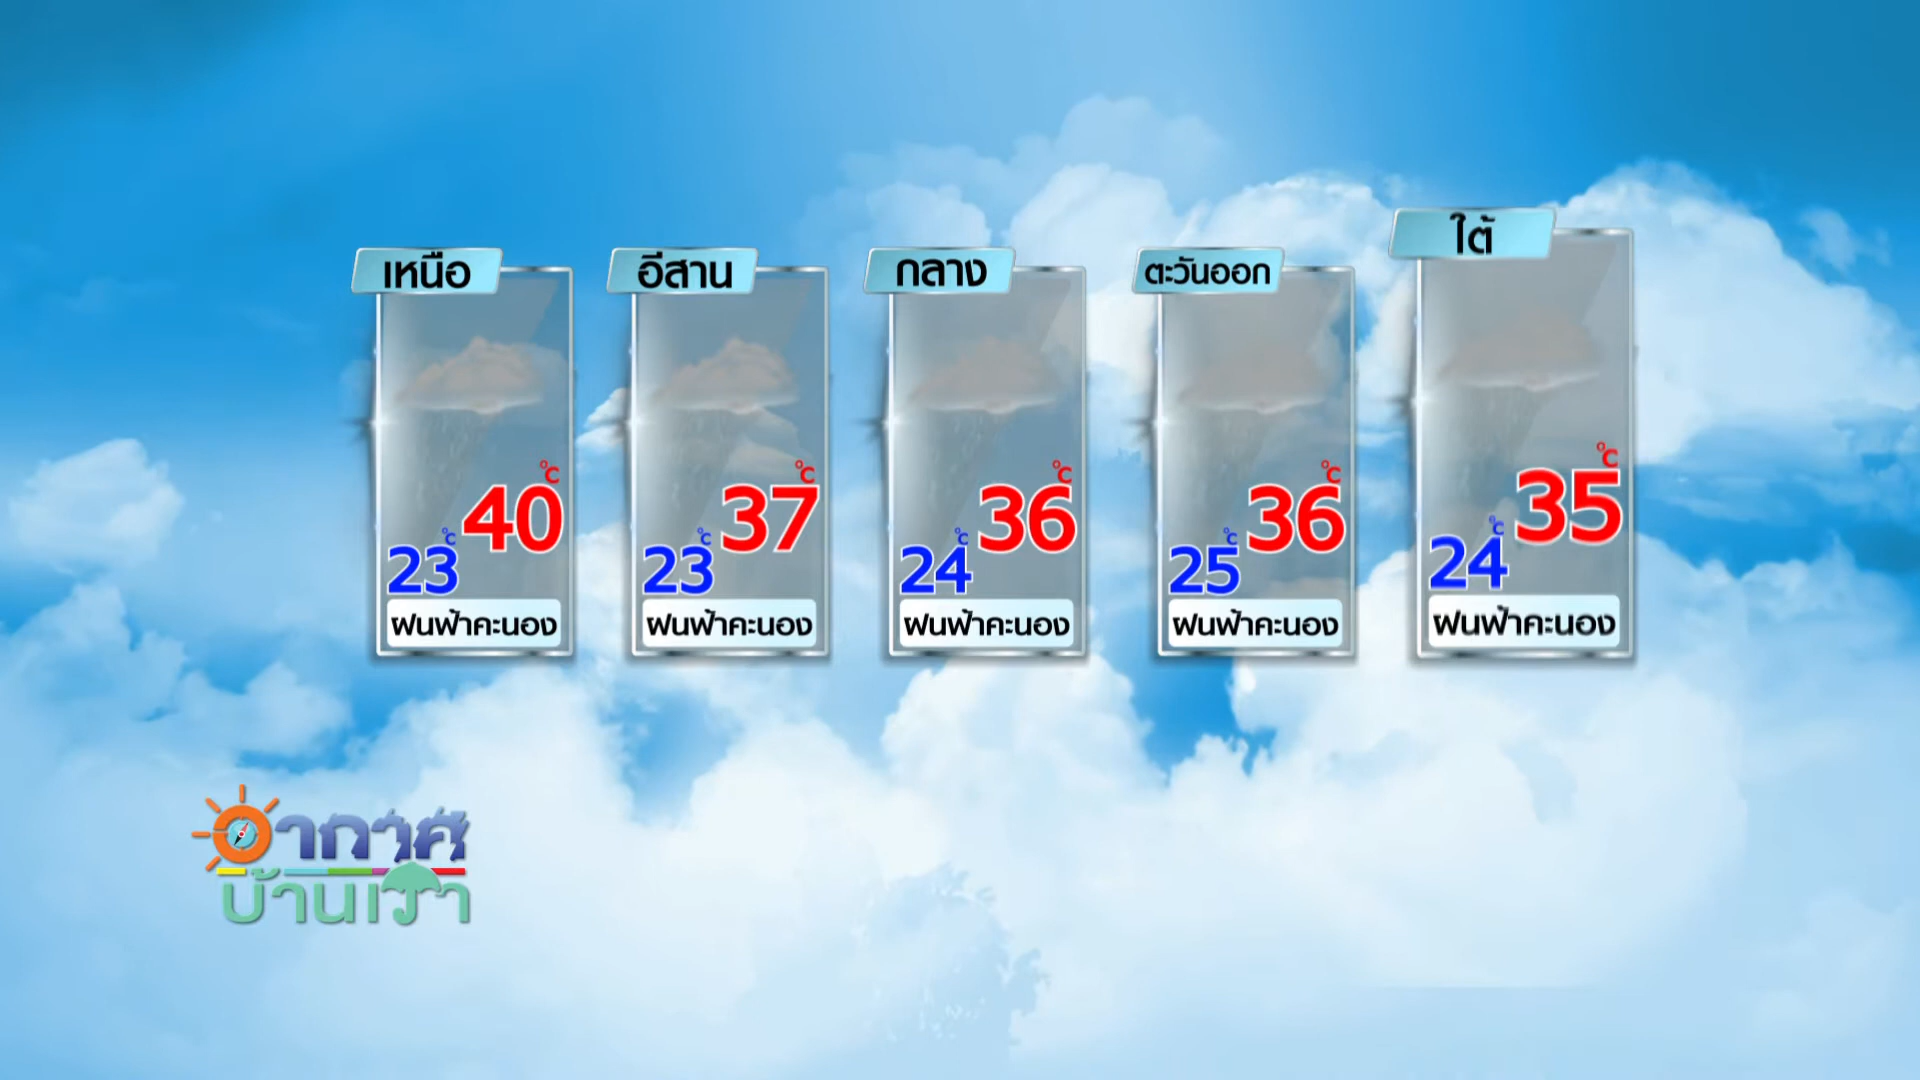 เหนือ
40°C
23°C
ฝนฟ้าคะนอง
อีสาน
37°C
23°C
ฝนฟ้าคะนอง
กลาง
36°C
24°C
ฝนฟ้าคะนอง
ตะวันออก
36°C
25°C
ฝนฟ้าคะนอง
ใต้
35°C
24°C
ฝนฟ้าคะนอง
อากาศ
บ้านเรา